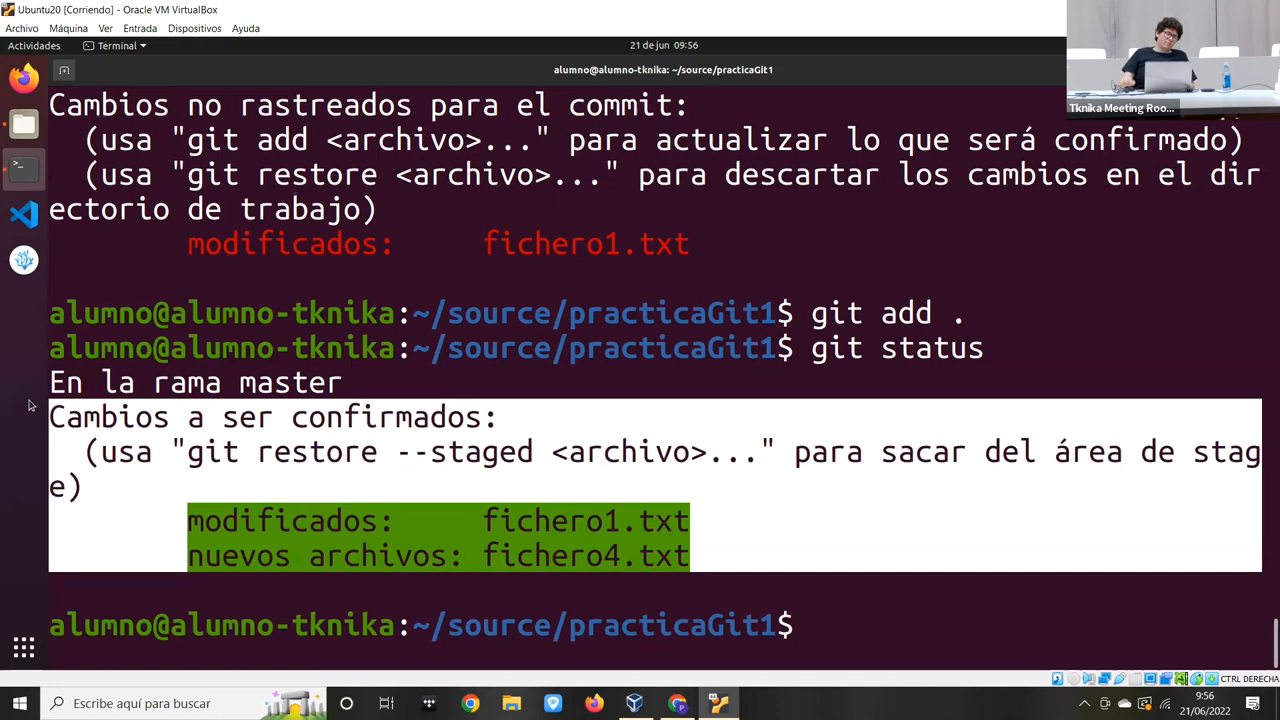 Ubuntu20 [Corriendo] - Oracle VM VirtualBox
Archivo Máquina Ver Entrada Dispositivos Ayuda
Actividades Terminal 21 de jun 09:56
alumno@alumno-tknika: ~/source/practicaGit1
Tknika Meeting Roo...
Cambios no rastreados para el commit:
(usa "git add <archivo>..." para actualizar lo que será confirmado)
(usa "git restore <archivo>..." para descartar los cambios en el dir
ectorio de trabajo)
modificados: fichero1.txt
alumno@alumno-tknika:~/source/practicaGit1$ git add .
alumno@alumno-tknika:~/source/practicaGit1$ git status
En la rama master
Cambios a ser confirmados:
(usa "git restore --staged <archivo>..." para sacar del área de stag
e)
modificados: fichero1.txt
nuevos archivos: fichero4.txt
alumno@alumno-tknika:~/source/practicaGit1$
CTRL DERECHA
Escribe aquí para buscar
9:56
21/06/2022